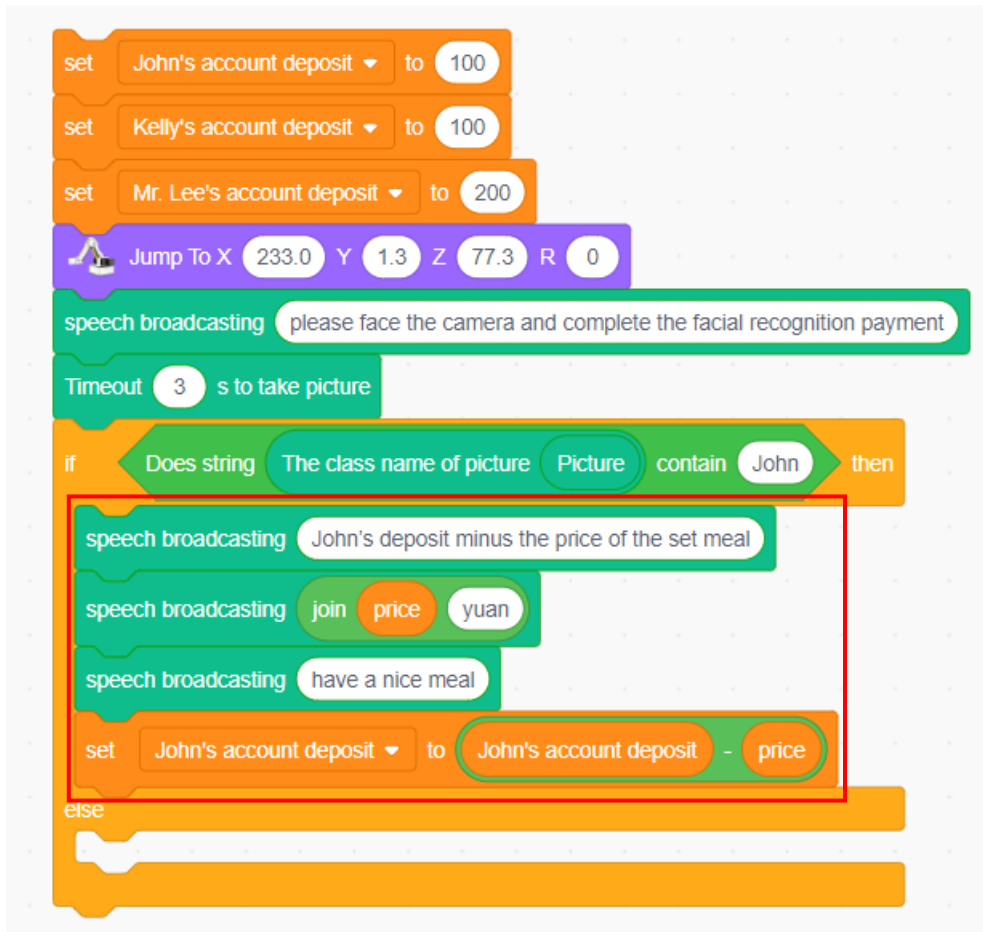 set John's account deposit to 100
set Kelly's account deposit to 100
set Mr. Lee's account deposit to 200
Jump To X 233.0 Y 1.3 Z 77.3 R 0
speech broadcasting please face the camera and complete the facial recognition payment
Timeout 3 s to take picture
if Does string The class name of picture Picture contain John then
speech broadcasting John's deposit minus the price of the set meal
speech broadcasting join price yuan
speech broadcasting have a nice meal
set John's account deposit to John's account deposit - price
else